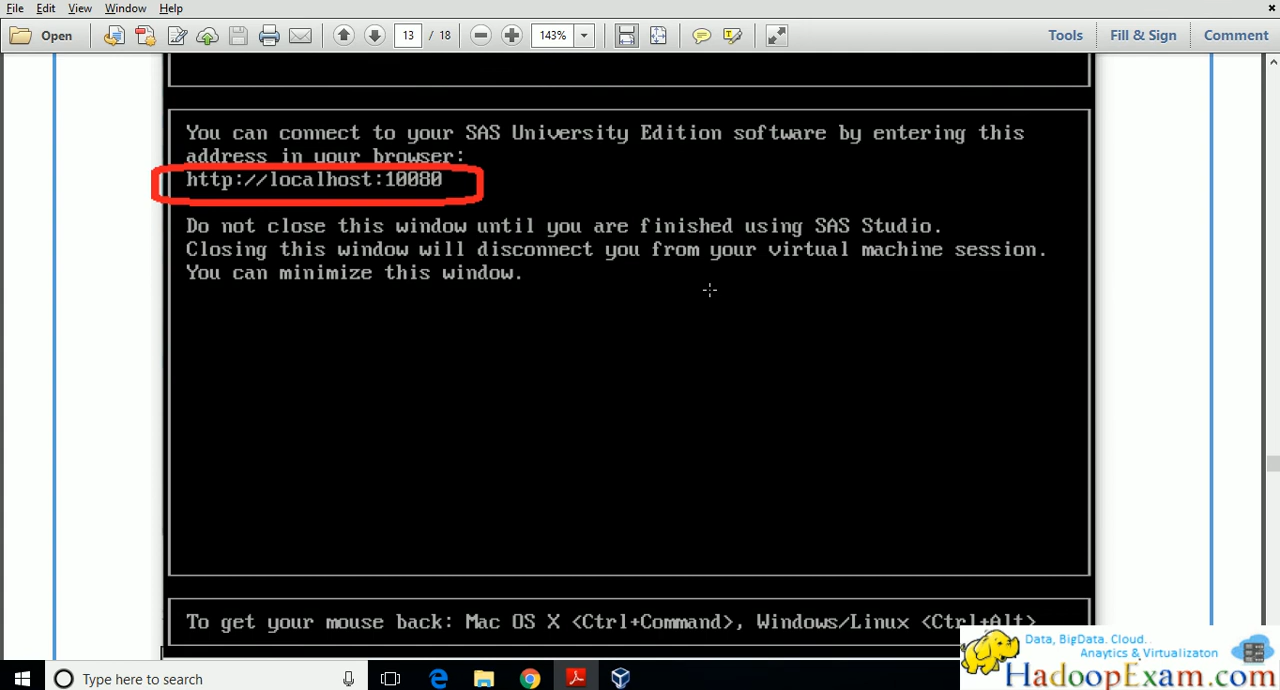 File Edit View Window Help
Open 13 / 18 143% Tools Fill & Sign Comment
You can connect to your SAS University Edition software by entering this
address in your browser:
http://localhost:10080
Do not close this window until you are finished using SAS Studio.
Closing this window will disconnect you from your virtual machine session.
You can minimize this window.
To get your mouse back: Mac OS X <Ctrl+Command>, Windows/Linux <Ctrl+Alt>
Data, BigData. Cloud.
Anaytics & Virtualizaton
HadoopExam.com
Type here to search